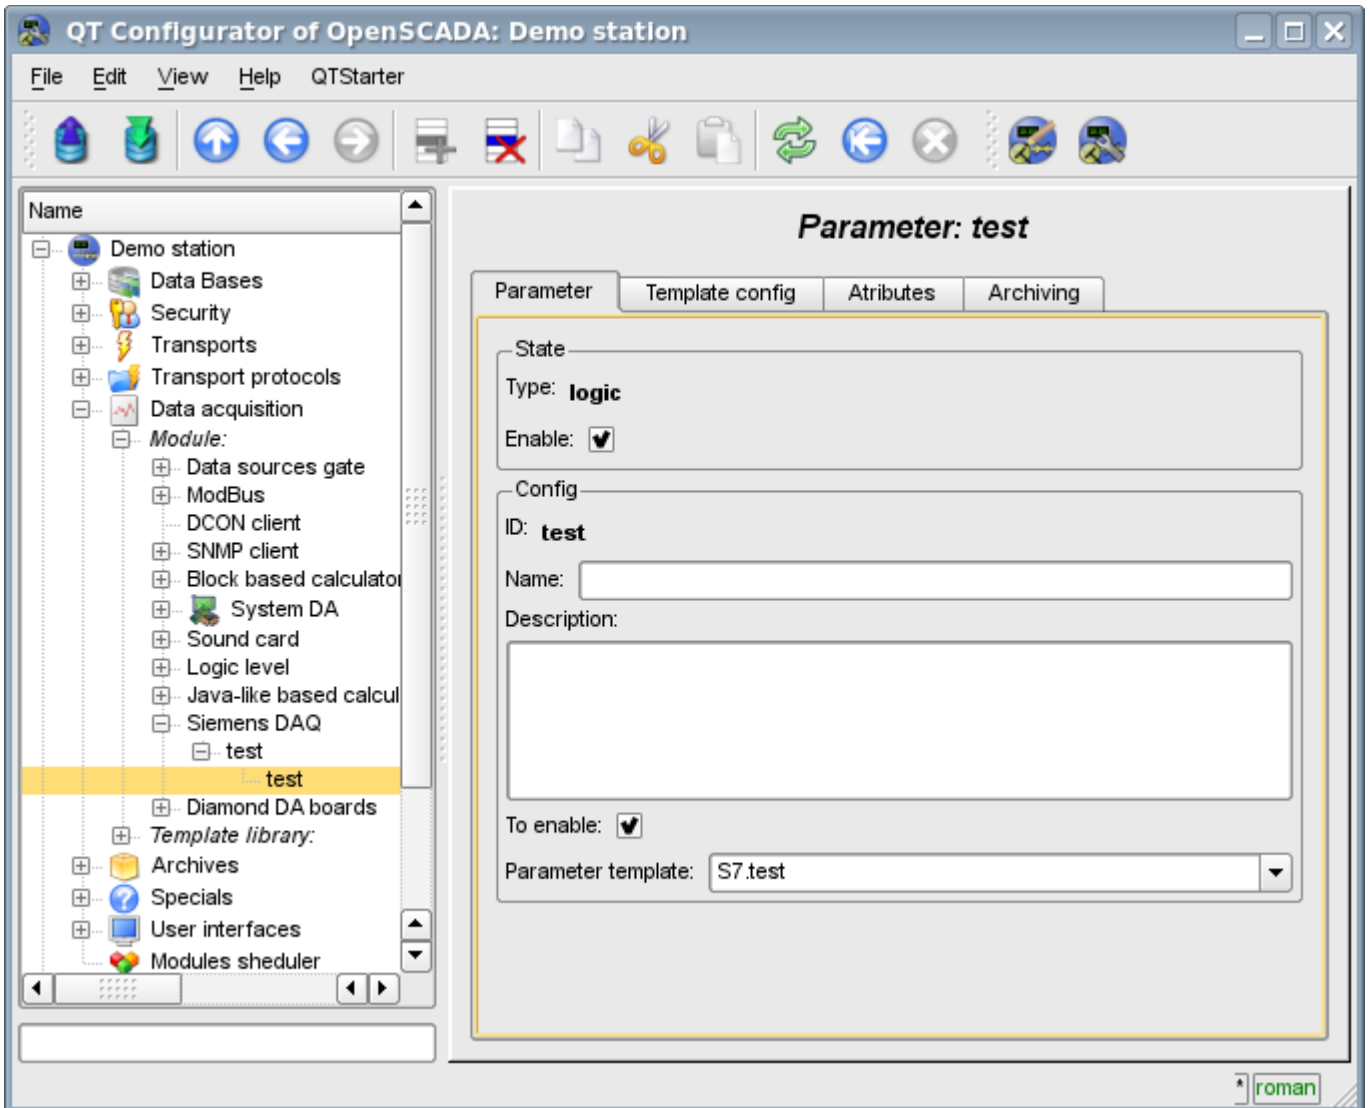 QT Configurator of OpenSCADA: Demo station
File Edit View Help QTStarter
Name
Demo station
Data Bases
Security
Transports
Transport protocols
Data acquisition
Module:
Data sources gate
ModBus
DCON client
SNMP client
Block based calculator
System DA
Sound card
Logic level
Java-like based calcul
Siemens DAQ
test
test
Diamond DA boards
Template library:
Archives
Specials
User interfaces
Modules sheduler
Parameter: test
Parameter Template config Atributes Archiving
State
Type: logic
Enable:
Config
ID: test
Name:
Description:
To enable:
Parameter template: S7.test
* roman